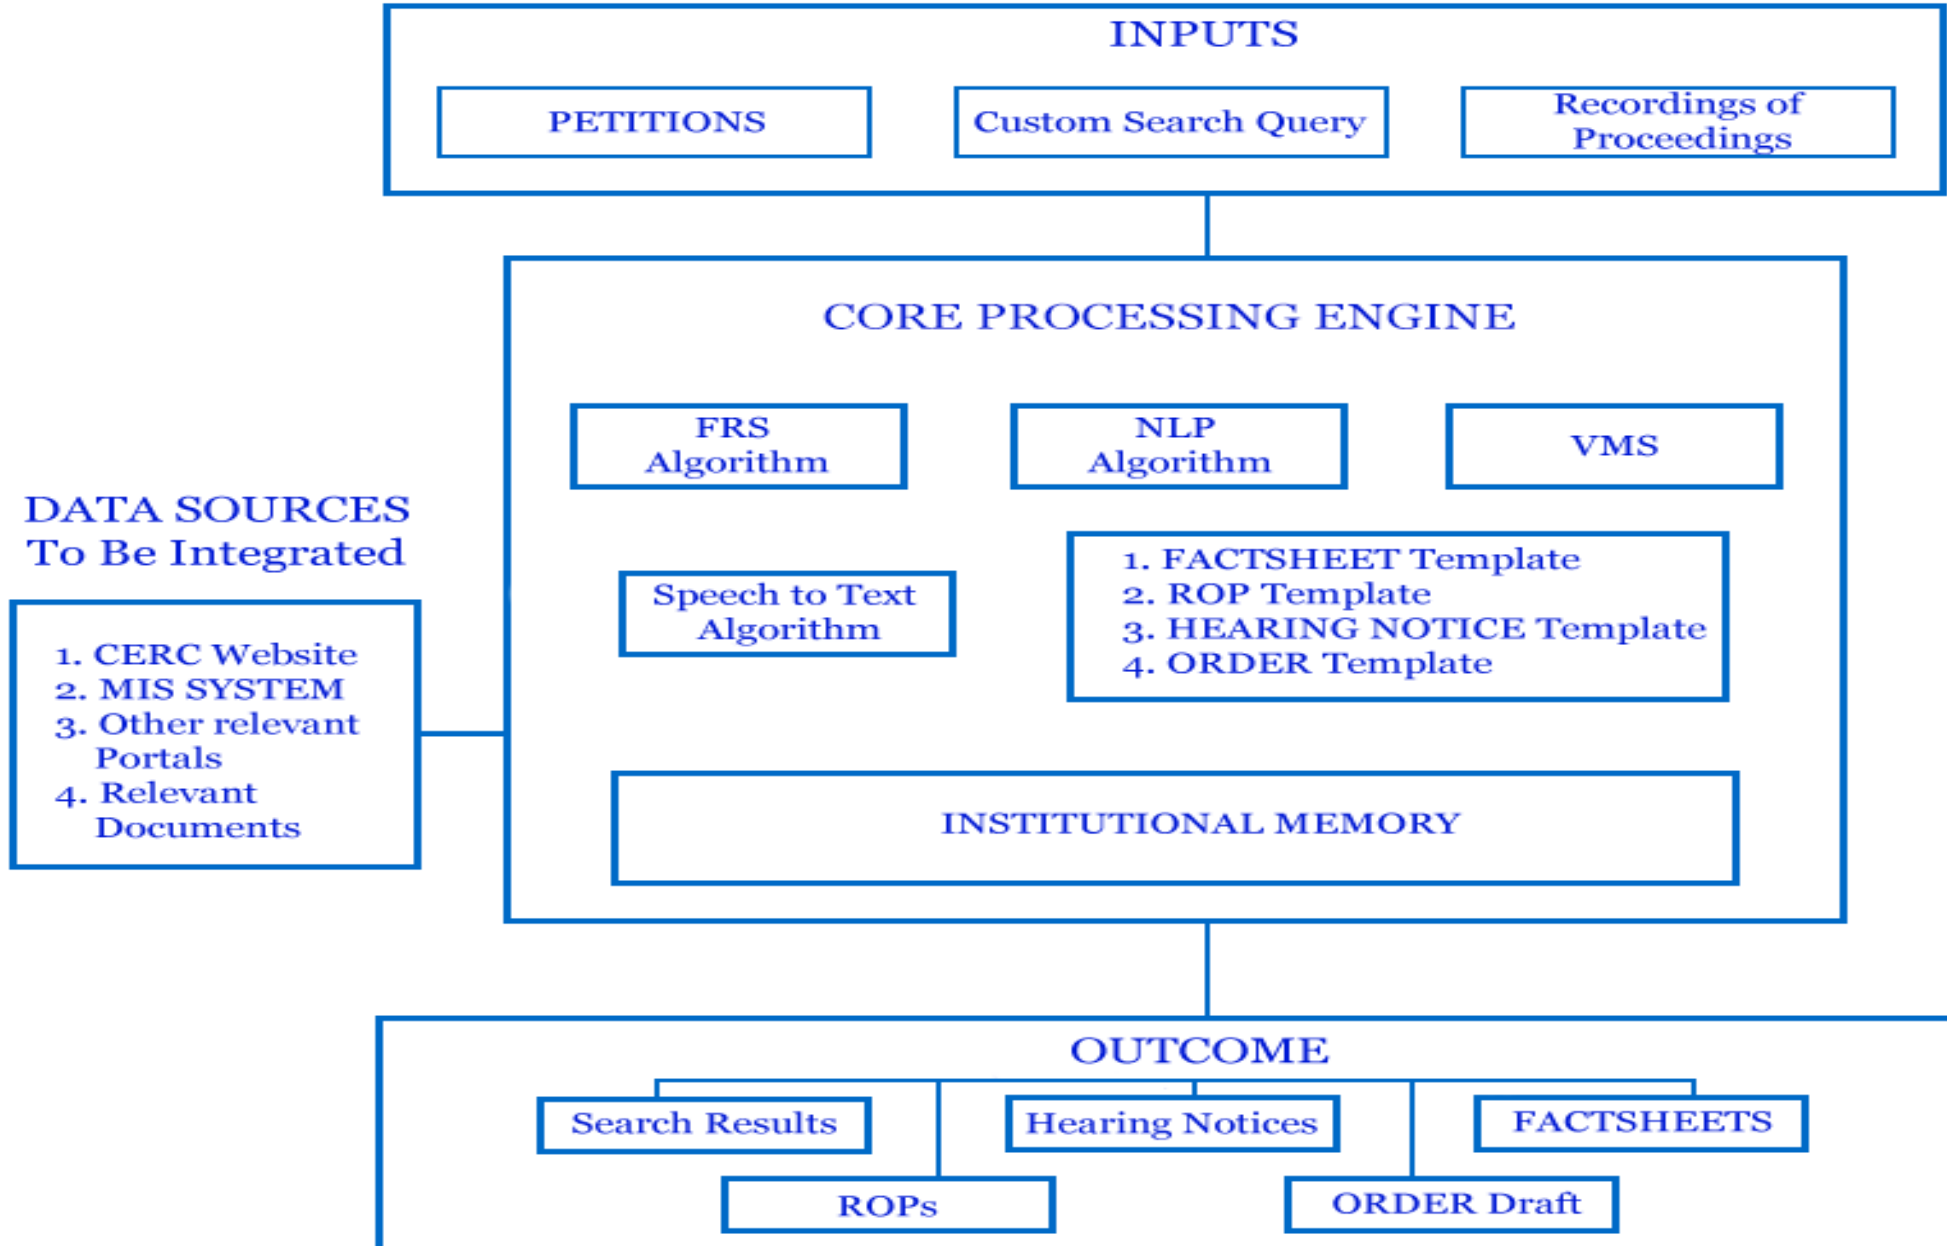 INPUTS
PETITIONS
Custom Search Query
Recordings of
Proceedings
CORE PROCESSING ENGINE
FRS
Algorithm
NLP
Algorithm
VMS
DATA SOURCES
To Be Integrated
1. CERC Website
2. MIS SYSTEM
3. Other relevant
Portals
4. Relevant
Documents
Speech to Text
Algorithm
1. FACTSHEET Template
2. ROP Template
3. HEARING NOTICE Template
4. ORDER Template
INSTITUTIONAL MEMORY
OUTCOME
Search Results
Hearing Notices
FACTSHEETS
ROPs
ORDER Draft